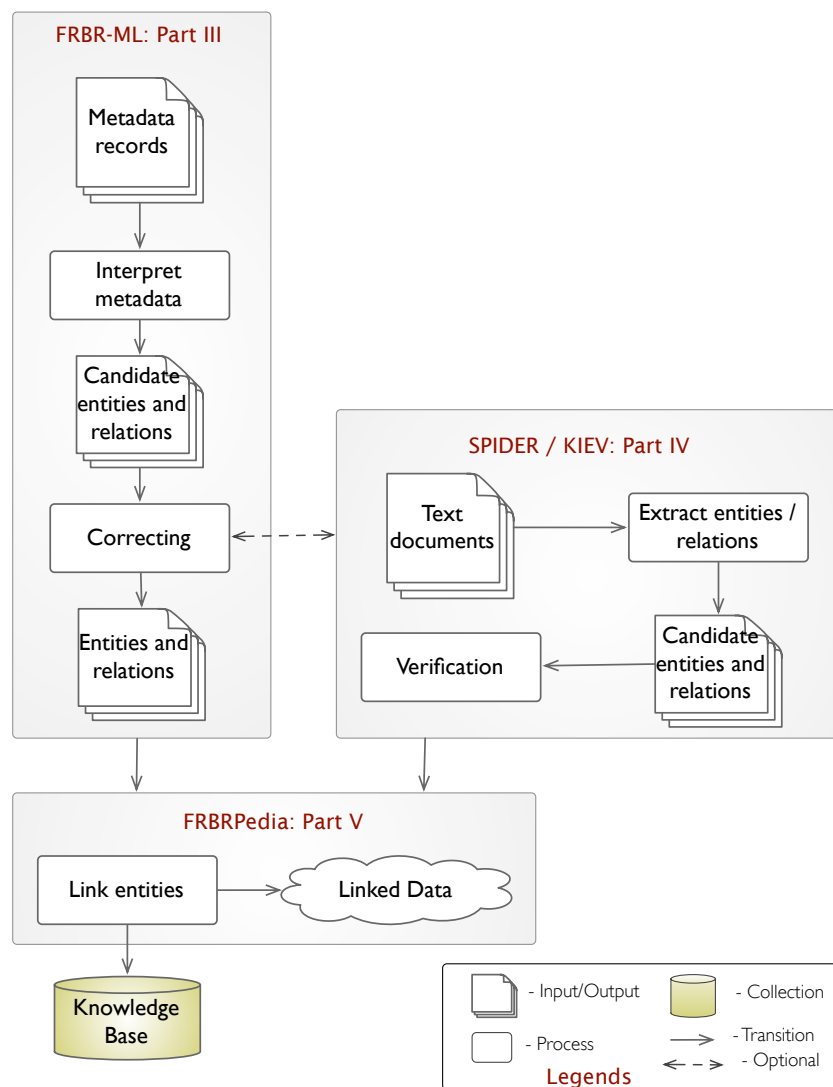 FRBR-ML: Part III
Metadata
records
Interpret
metadata
Candidate
entities and
relations
Correcting
Entities and
relations
SPIDER / KIEV: Part IV
Text
documents
Extract entities /
relations
Candidate
entities and
relations
Verification
FRBRPedia: Part V
Link entities
Linked Data
Knowledge
Base
- Input/Output
- Collection
- Process
- Transition
- Optional
Legends